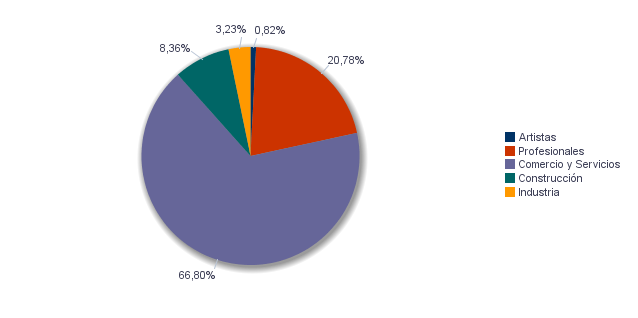 3,23%
0,82%
8,36%
20,78%
66,80%
Artistas
Profesionales
Comercio y Servicios
Construcción
Industria